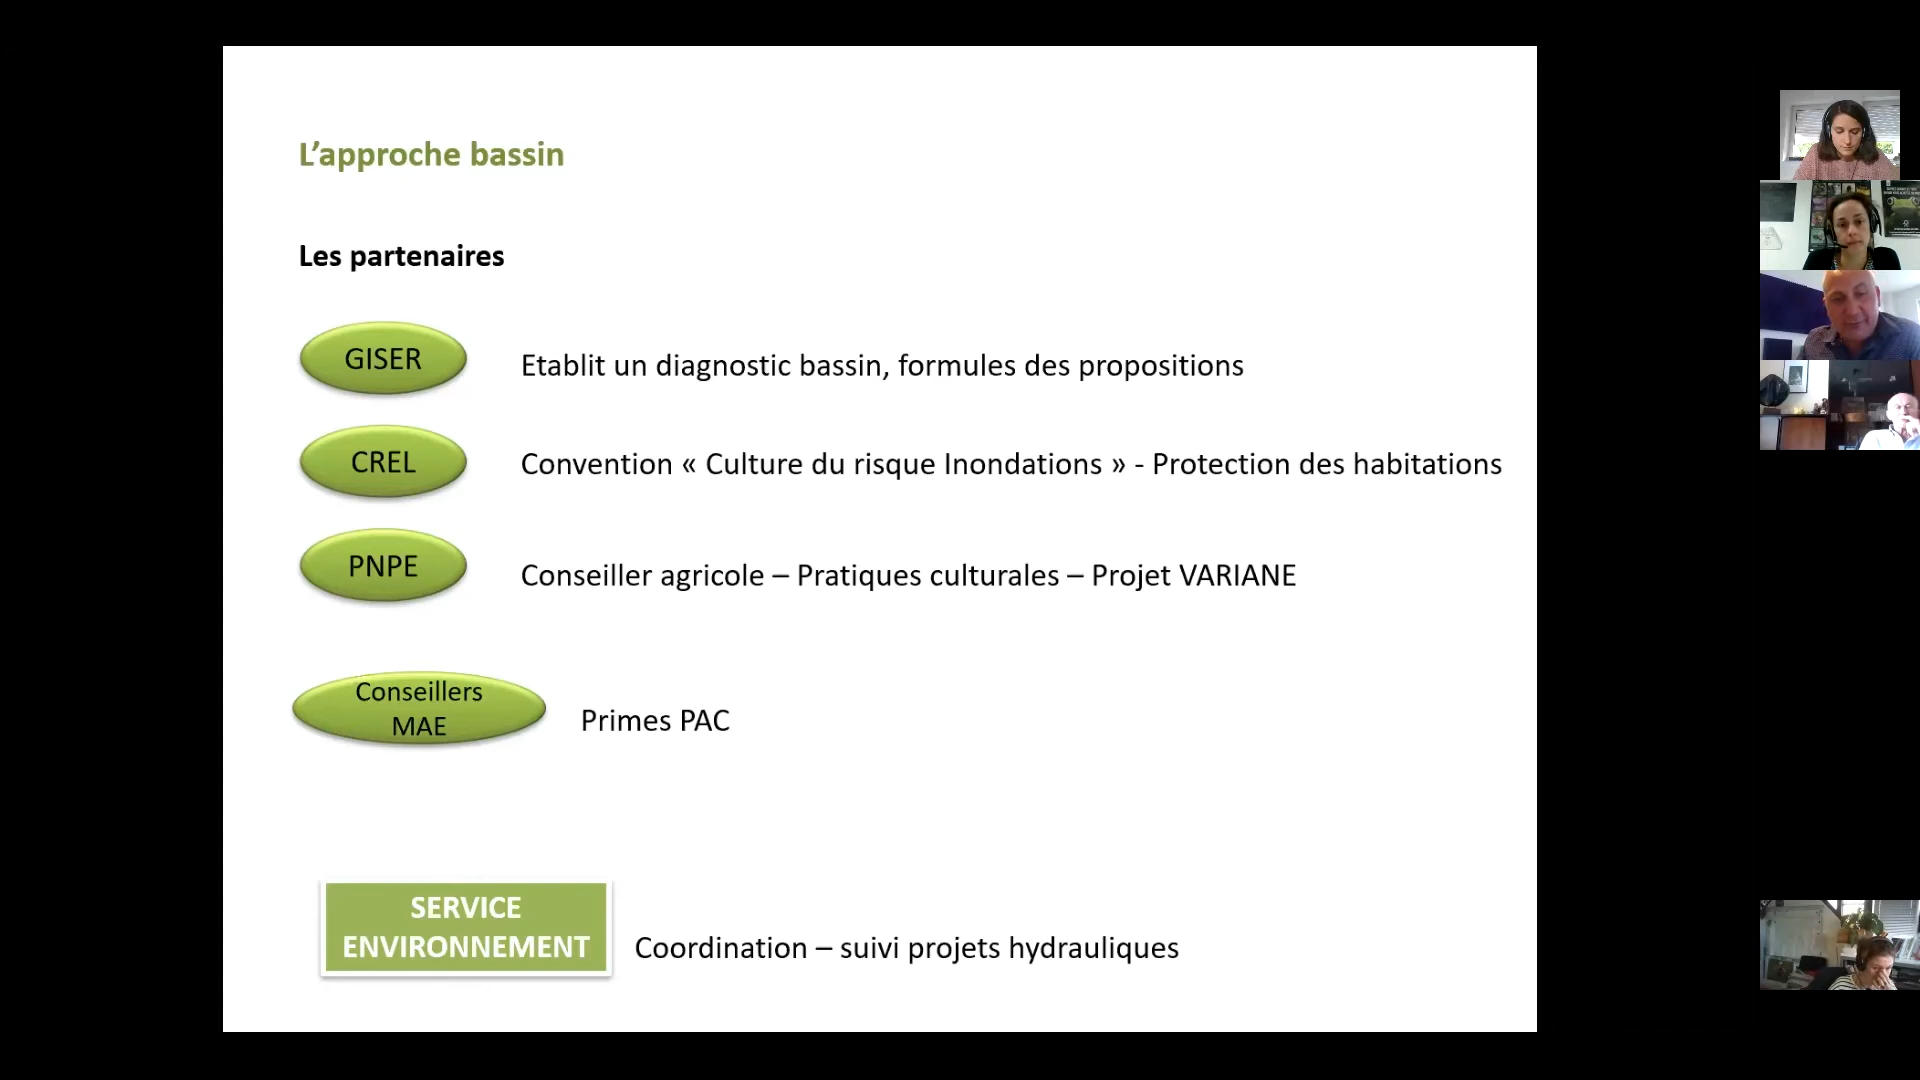 L’approche bassin
Les partenaires
GISER
Etablit un diagnostic bassin, formules des propositions
CREL
Convention « Culture du risque Inondations » - Protection des habitations
PNPE
Conseiller agricole – Pratiques culturales – Projet VARIANE
Conseillers
MAE
Primes PAC
SERVICE
ENVIRONNEMENT
Coordination – suivi projets hydrauliques